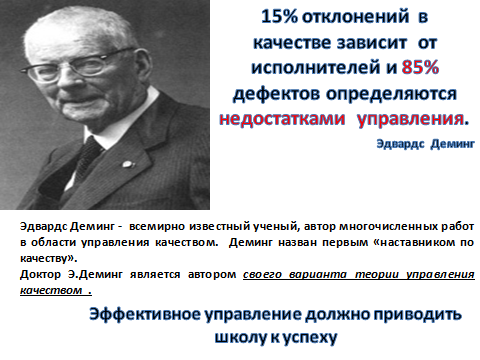 15% отклонений в
качестве зависит от
исполнителей и 85%
дефектов определяются
недостатками управления.
Эдвардс Деминг
Эдвардс Деминг - всемирно известный ученый, автор многочисленных работ
в области управления качеством. Деминг назван первым «наставником по
качеству».
Доктор Э.Деминг является автором своего варианта теории управления
качеством .
Эффективное управление должно приводить
школу к успеху